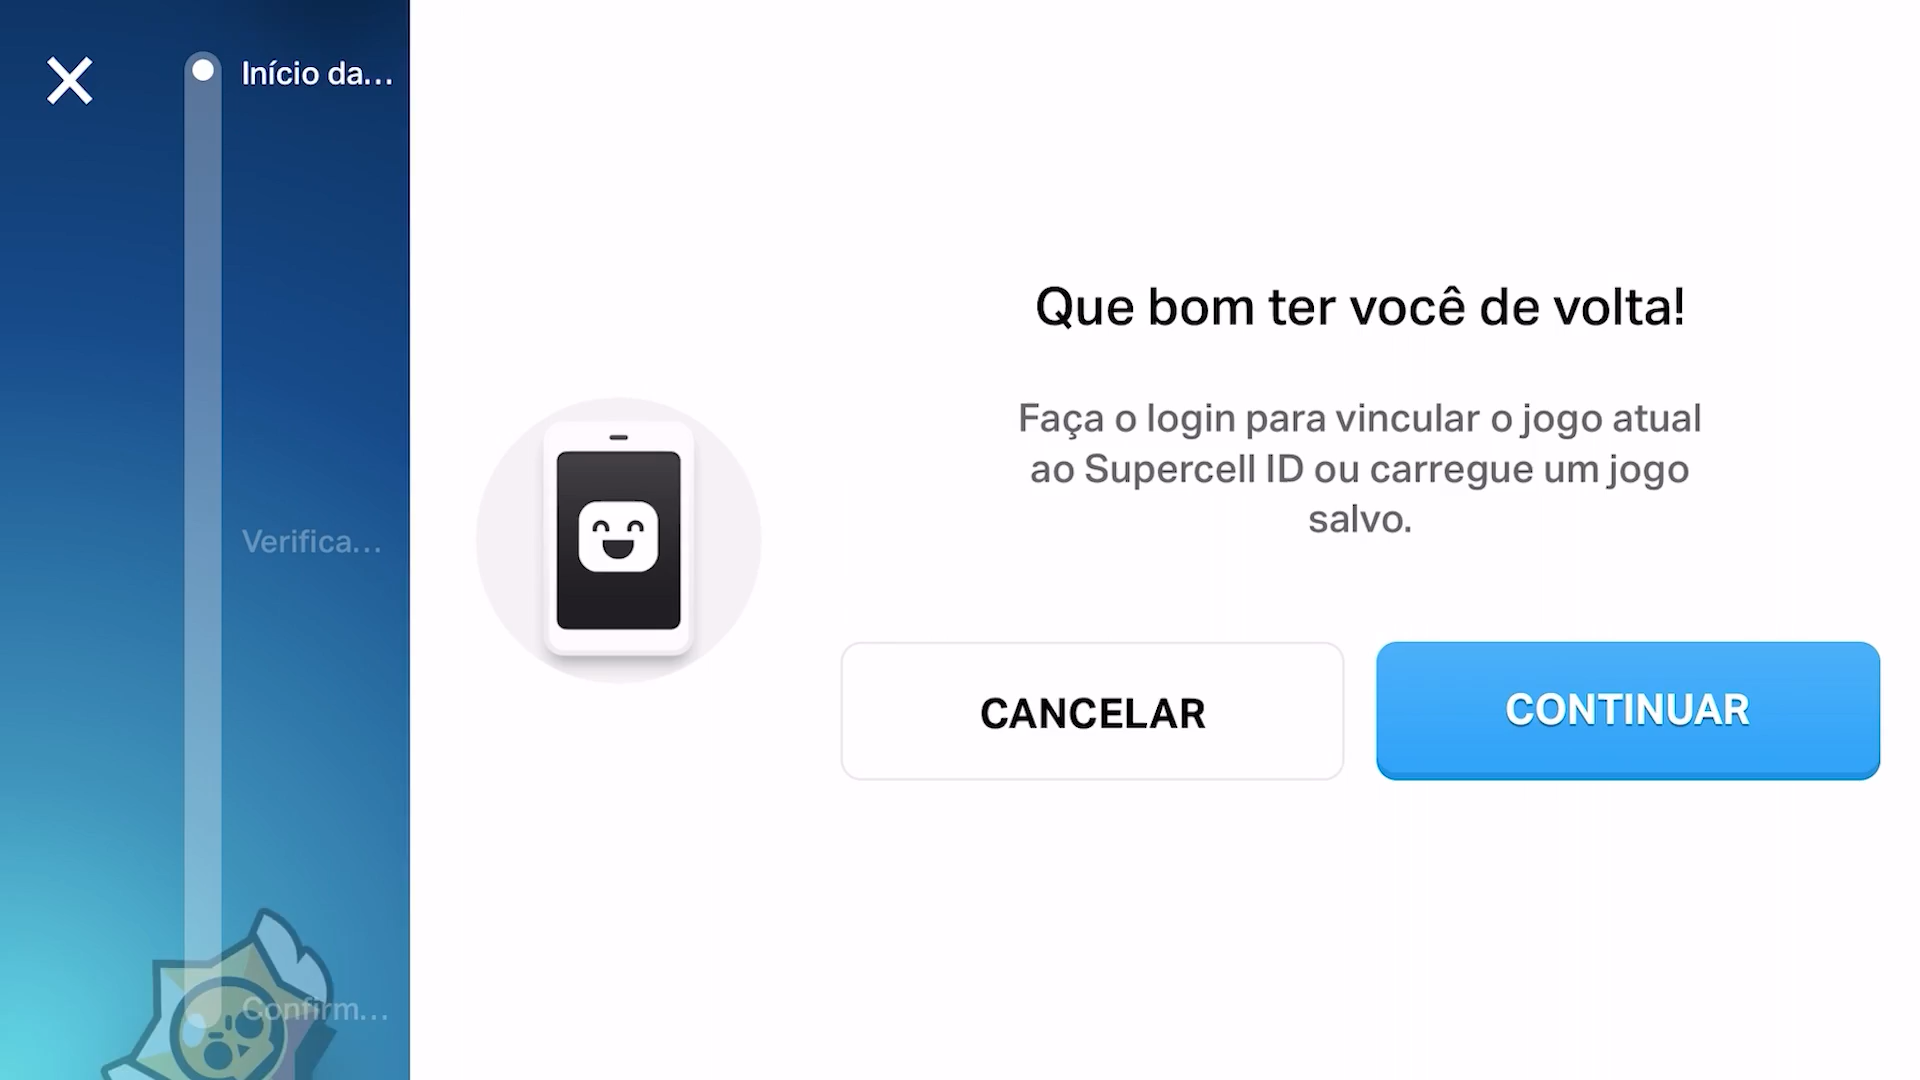 Início da...
Verifica...
Confirm...
Que bom ter você de volta!
Faça o login para vincular o jogo atual
ao Supercell ID ou carregue um jogo
salvo.
CANCELAR
CONTINUAR